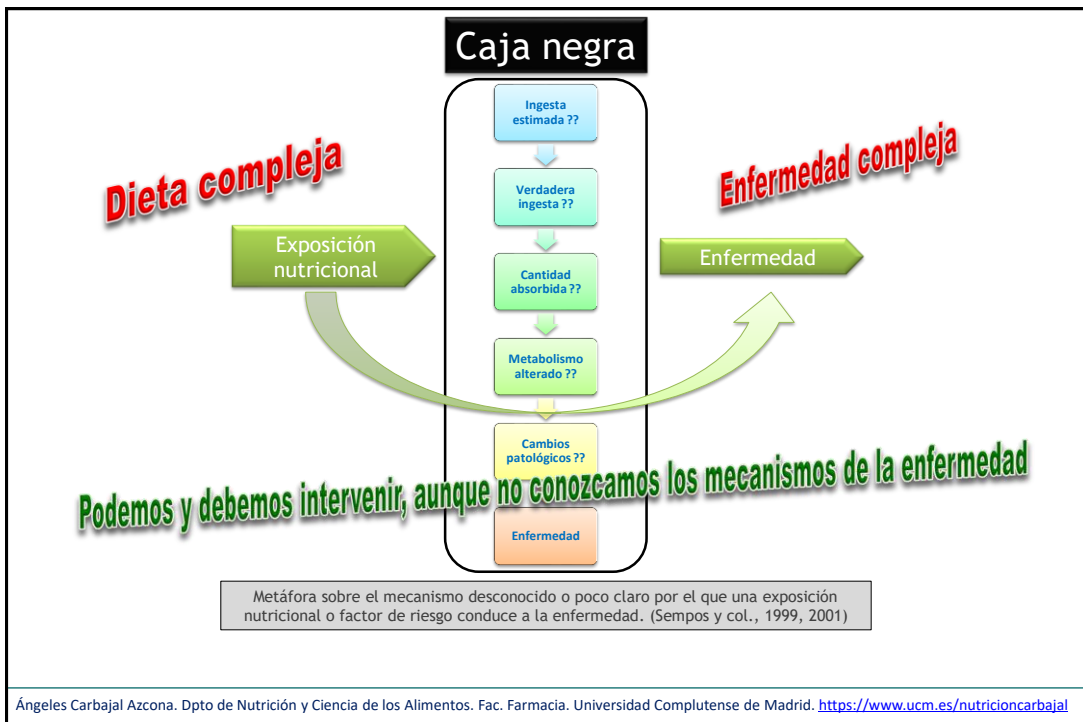 Caja negra
Ingesta
estimada ??
Dieta compleja
Enfermedad compleja
Verdadera
ingesta ??
Exposición
nutricional
Enfermedad
Cantidad
absorbida ??
Metabolismo
alterado ??
Cambios
patológicos ??
Podemos y debemos intervenir, aunque no conozcamos los mecanismos de la enfermedad
Enfermedad
Metáfora sobre el mecanismo desconocido o poco claro por el que una exposición
nutricional o factor de riesgo conduce a la enfermedad. (Sempos y col., 1999, 2001)
Ángeles Carbajal Azcona. Dpto de Nutrición y Ciencia de los Alimentos. Fac. Farmacia. Universidad Complutense de Madrid. https://www.ucm.es/nutricioncarbajal